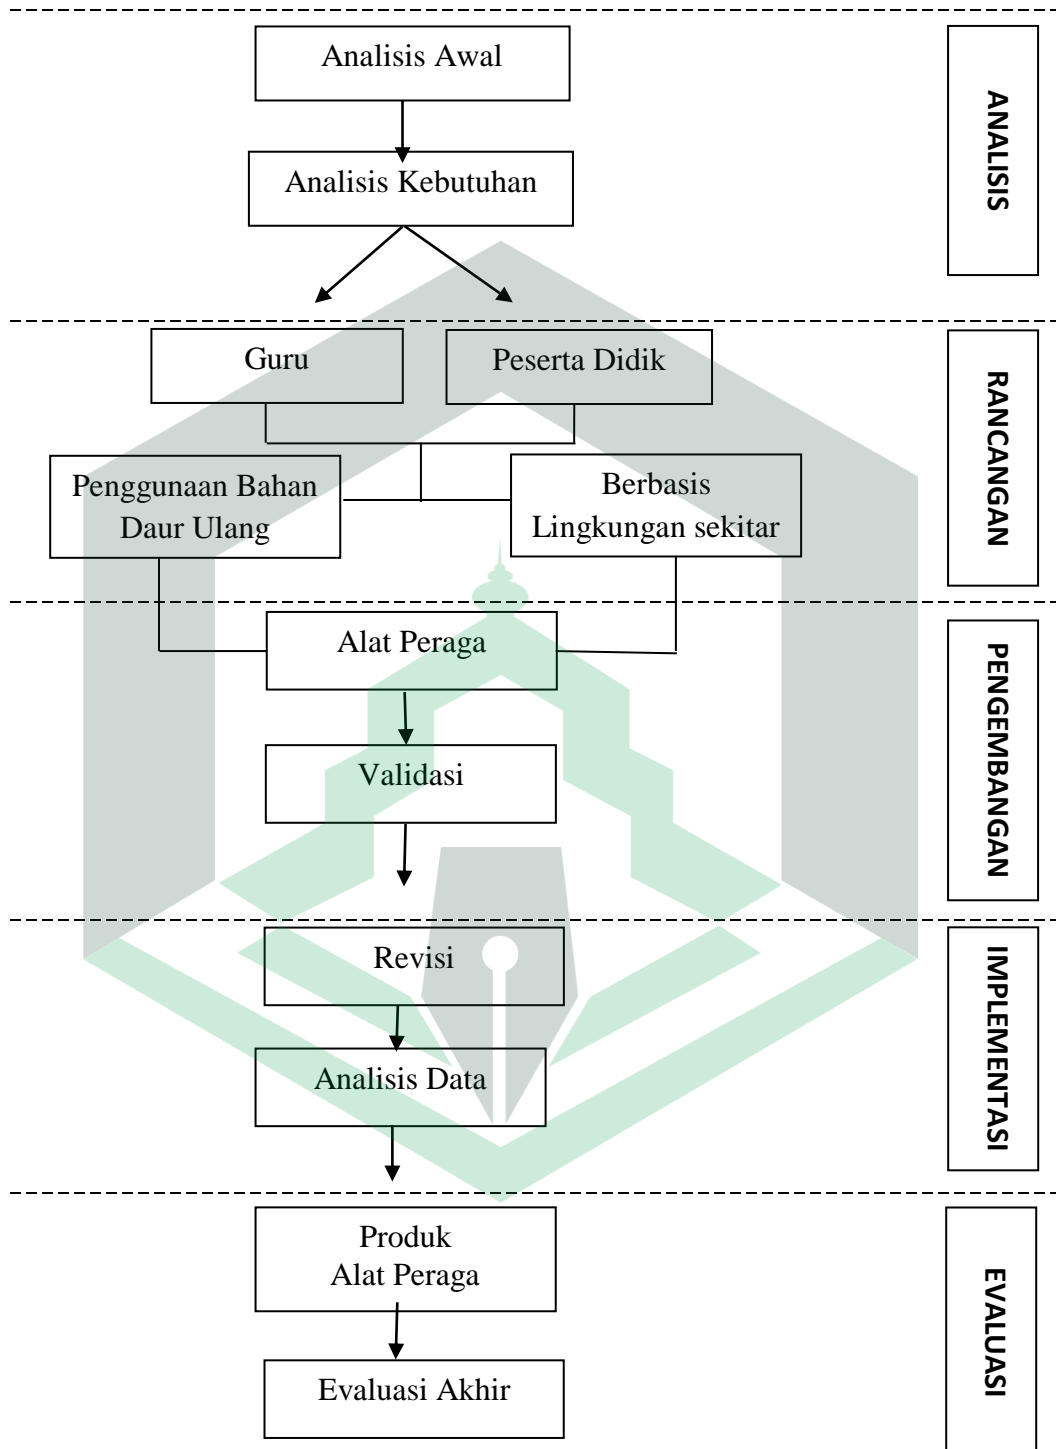 Analisis Awal
ANALISIS
Analisis Kebutuhan
Guru
Peserta Didik
RANCANGAN
Penggunaan Bahan
Daur Ulang
Berbasis
Lingkungan sekitar
Alat Peraga
PENGEMBANGAN
Validasi
Revisi
IMPLEMENTASI
Analisis Data
Produk
Alat Peraga
EVALUASI
Evaluasi Akhir